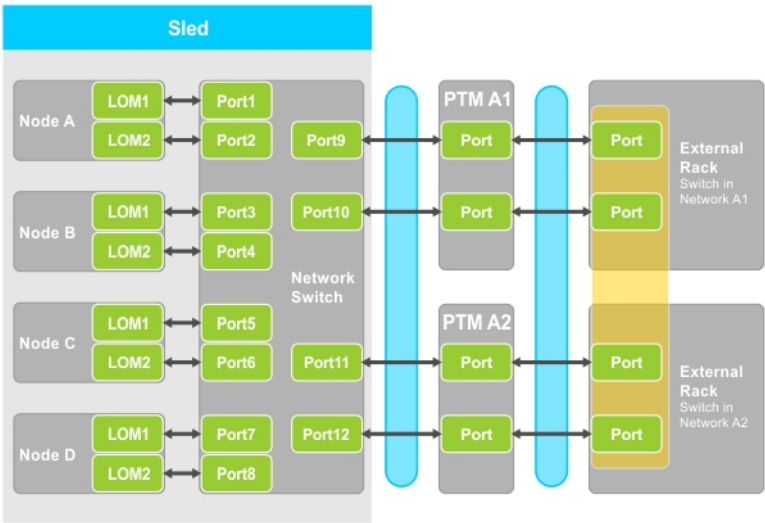 Sled
Node A
LOM1
LOM2
Port1
Port2
Node B
LOM1
LOM2
Port3
Port4
Node C
LOM1
LOM2
Port5
Port6
Node D
LOM1
LOM2
Port7
Port8
Port9
Port10
Network
Switch
Port11
Port12
PTM A1
Port
Port
PTM A2
Port
Port
Port
Port
External
Rack
Switch in
Network A1
Port
Port
External
Rack
Switch in
Network A2